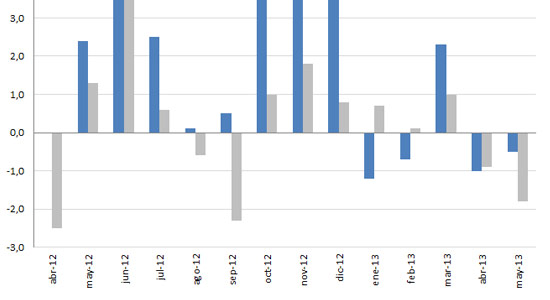 3,0
2,0
1,0
0,0
-1,0
-2,0
-3,0
abr-12
may-12
jun-12
jul-12
ago-12
sep-12
oct-12
nov-12
dic-12
ene-13
feb-13
mar-13
abr-13
may-13